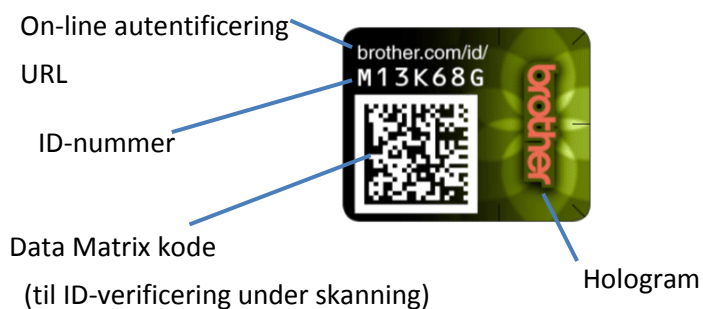 On-line autentificering
URL
brother.com/id/
M13K68G
ID-nummer
brother
Data Matrix kode
(til ID-verificering under skanning)
Hologram